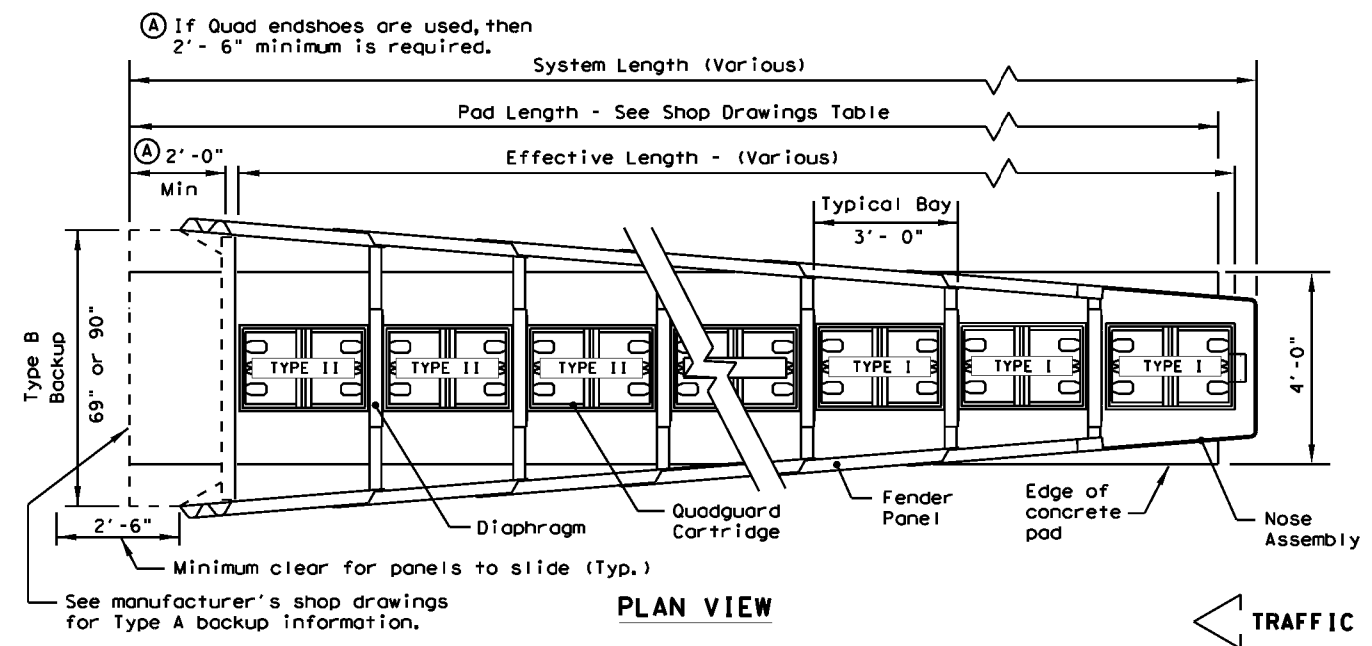 Ⓐ If Quad endshoes are used, then
2'- 6" minimum is required.
System Length (Various)
Pad Length - See Shop Drawings Table
Ⓐ 2'-0"
Min
Effective Length - (Various)
Typical Bay
3'- 0"
Type B
Backup
69" or 90"
TYPE II
TYPE II
TYPE II
TYPE I
TYPE I
TYPE I
4'-0"
2'-6"
Diaphragm
Quadguard
Cartridge
Fender
Panel
Edge of
concrete
pad
Nose
Assembly
Minimum clear for panels to slide (Typ.)
See manufacturer's shop drawings
for Type A backup information.
PLAN VIEW
TRAFFIC